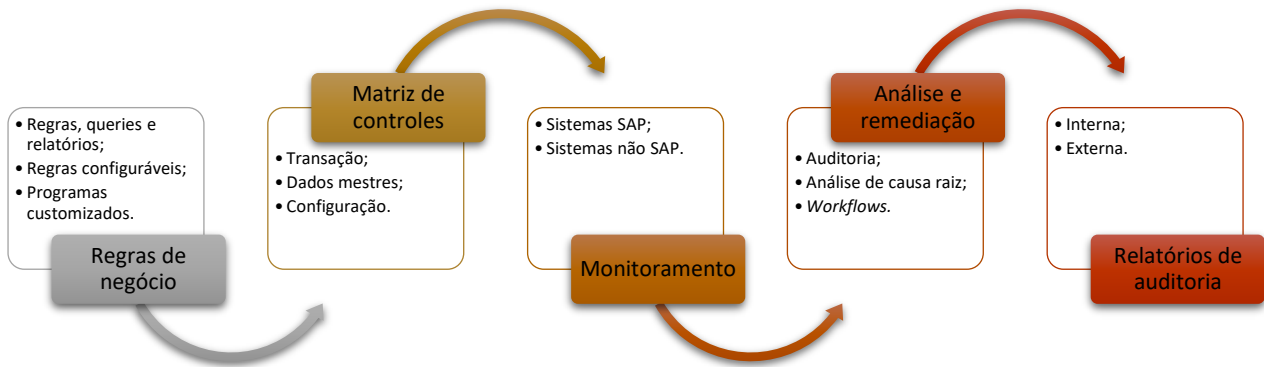 • Regras, queries e
relatórios;
• Regras configuráveis;
• Programas
customizados.
Regras de
negócio
Matriz de
controles
• Transação;
• Dados mestres;
• Configuração.
• Sistemas SAP;
• Sistemas não SAP.
Monitoramento
Análise e
remediação
• Auditoria;
• Análise de causa raiz;
• Workflows.
• Interna;
• Externa.
Relatórios de
auditoria